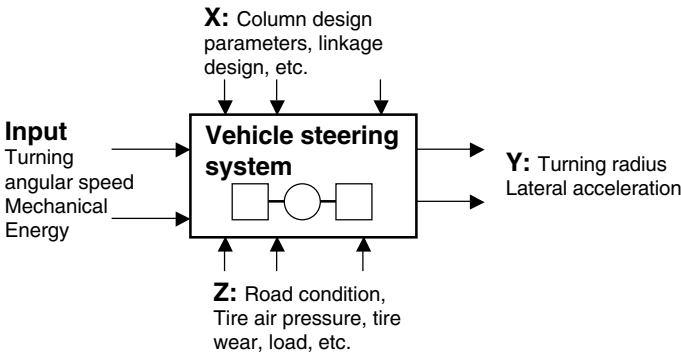 X: Column design
parameters, linkage
design, etc.
Input
Turning
angular speed
Mechanical
Energy
Vehicle steering
system
Y: Turning radius
Lateral acceleration
Z: Road condition,
Tire air pressure, tire
wear, load, etc.